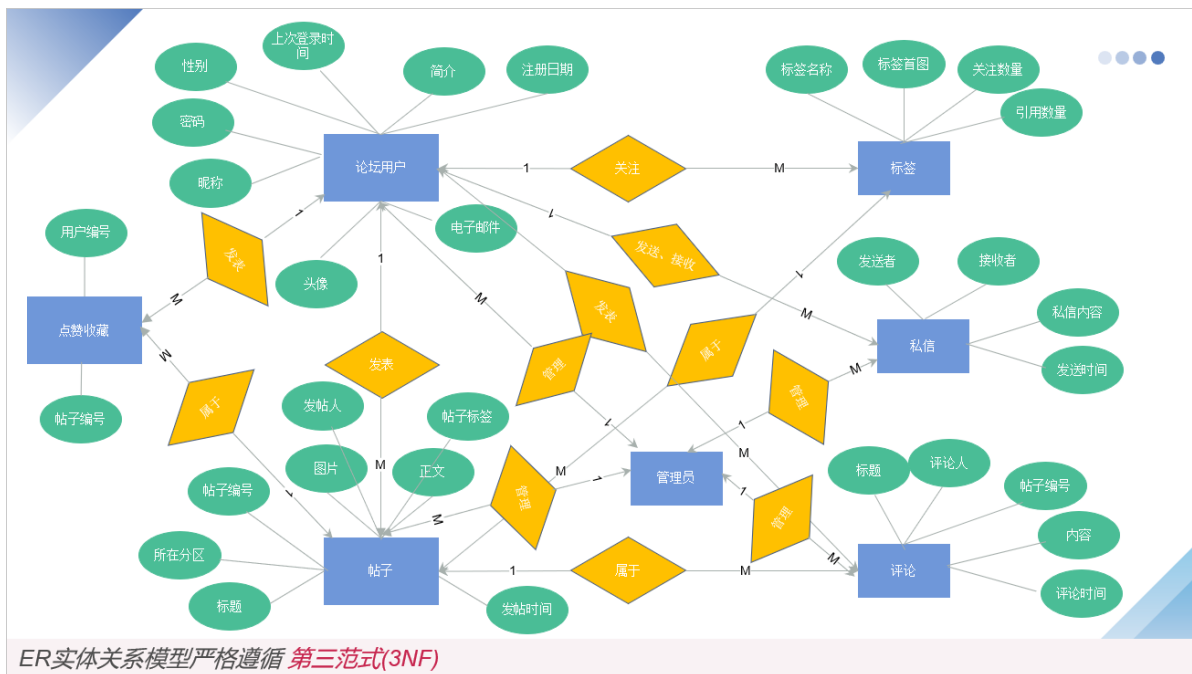 上次登录时
间
性别
简介
注册日期
标签名称
标签首图
关注数量
引用数量
密码
论坛用户
1
关注
M
标签
昵称
用户编号
发表
1
M
电子邮件
1
发送、接收
发送者
接收者
头像
1
M
发表
1
M
私信内容
点赞收藏
M
属于
私信
发表
管理
属于
管理
M
发送时间
帖子编号
发帖人
帖子标签
1
1
M
标题
评论人
图片
正文
M
M
管理员
帖子编号
帖子编号
1
管理
1
1
管理
内容
所在分区
M
M
标题
帖子
1
属于
M
评论
评论时间
发帖时间
ER实体关系模型严格遵循 第三范式(3NF)